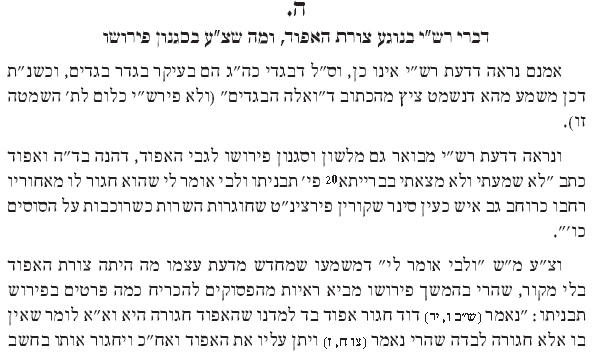 ה.
דברי רש״י בנוגע צורת האפוד, ומה שצ״ע בסגנון פירושו
אמנם נראה דדעת רש״י אינו כן, וס״ל דבגדי כה״ג הם בעיקר בגדר בגדים, וכשנ״ת
דכן משמע מהא דנשמט ציץ מהכתוב ד״ואלה הבגדים״ (ולא פירש״י כלום לת׳ השמטה
זו).
ונראה דדעת רש״י מבואר גם מלשון וסגנון פירושו לגבי האפוד, דהנה בד״ה ואפוד
כתב ״לא שמעתי ולא מצאתי בברייתא20 פי׳ תבניתו ולבי אומר לי שהוא חגור לו מאחוריו
רחבו כרוחב גב איש כעין סינר שקורין פורצינ״ט שחוגרות השרות כשרוכבות על הסוסים
כו׳״.
וצ״ע מ״ש ״ולבי אומר לי״ דמשמעו שמחדש מדעת עצמו מה היתה צורת האפוד
בלי מקור, שהרי בהמשך פירושו מביא ראיות מהפסוקים להכריח כמה פרטים בפירוש
תבניתו: ״נאמר (ש״ב ו, יד) דוד חגור אפוד בד למדנו שהאפוד חגורה היא וא״א לומר שאין
בו אלא חגורה לבדה שהרי נאמר (צו ח, ז) ויתן עליו את האפוד ואח״כ ויחגור אותו בחשב